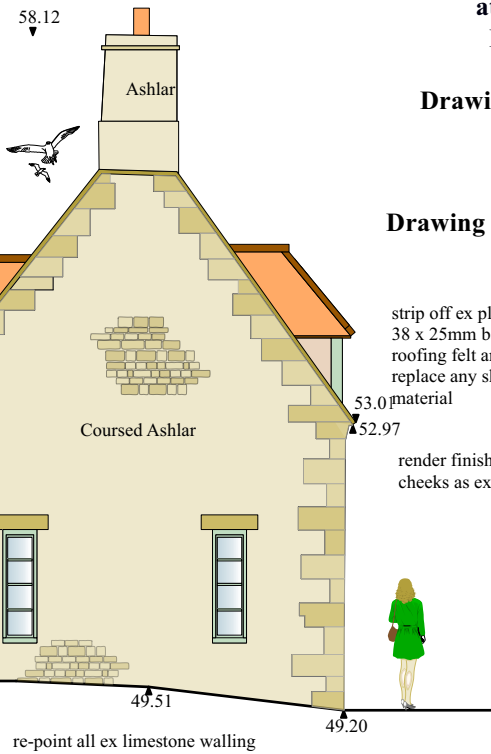 58.12
Ashlar
Drawi
Drawing
strip off ex pl
38 x 25mm b
roofing felt an
replace any sl
material
53.01
52.97
Coursed Ashlar
render finish
cheeks as ex
49.51
49.20
re-point all ex limestone walling